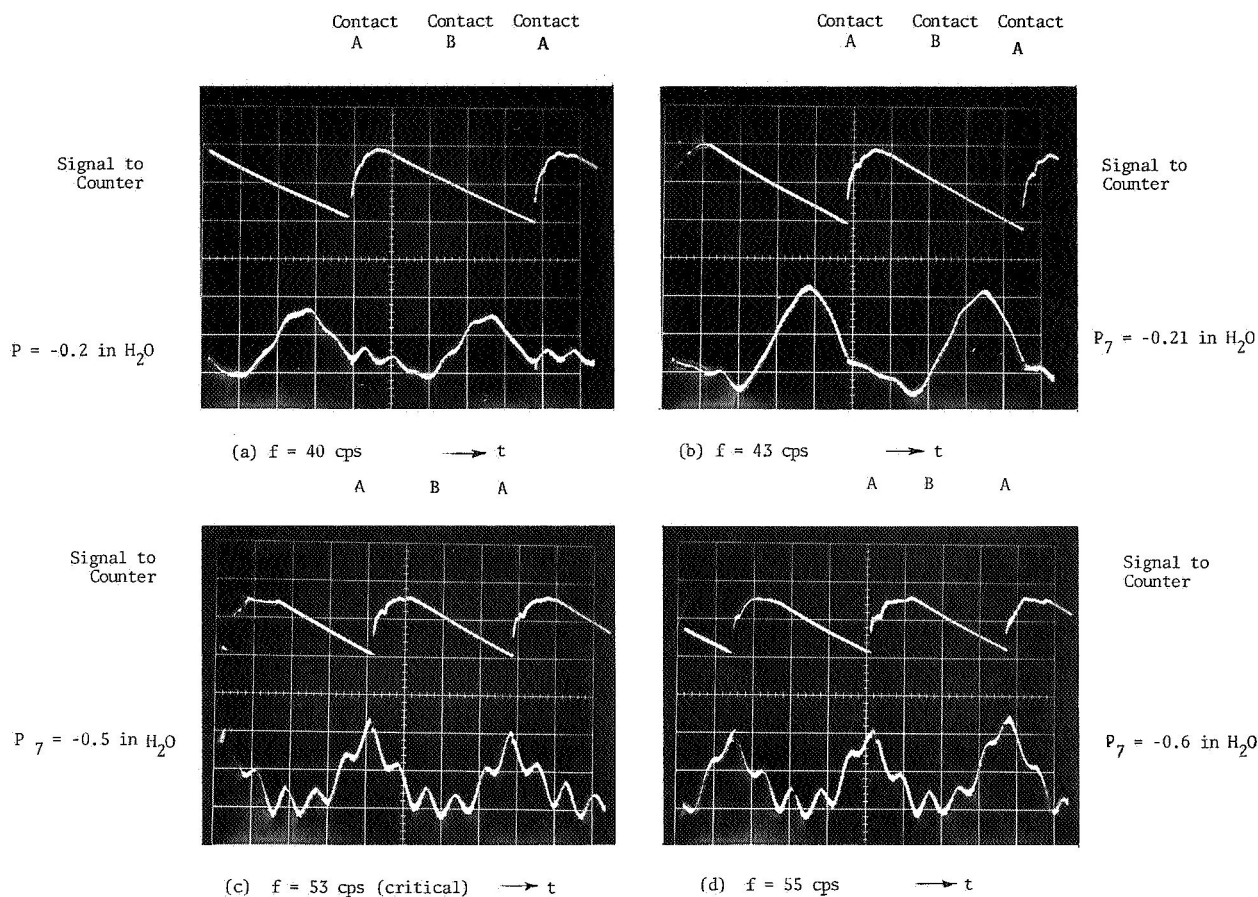 Contact Contact Contact
A B A
Contact Contact Contact
A B A
Signal to
Counter
Signal to
Counter
P = -0.2 in H₂O
P₇ = -0.21 in H₂O
(a) f = 40 cps → t
(b) f = 43 cps → t
A B A
A B A
Signal to
Counter
Signal to
Counter
P₇ = -0.5 in H₂O
P₇ = -0.6 in H₂O
(c) f = 53 cps (critical) → t
(d) f = 55 cps → t